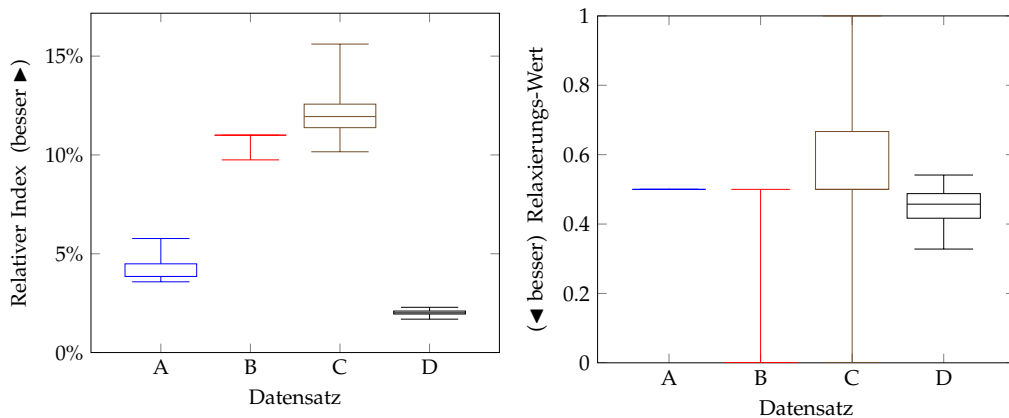 Relativer Index (besser ►)
15%
10%
5%
0%
A B C D
Datensatz
(◄ besser) Relaxierungs-Wert
1
0.8
0.6
0.4
0.2
0
A B C D
Datensatz